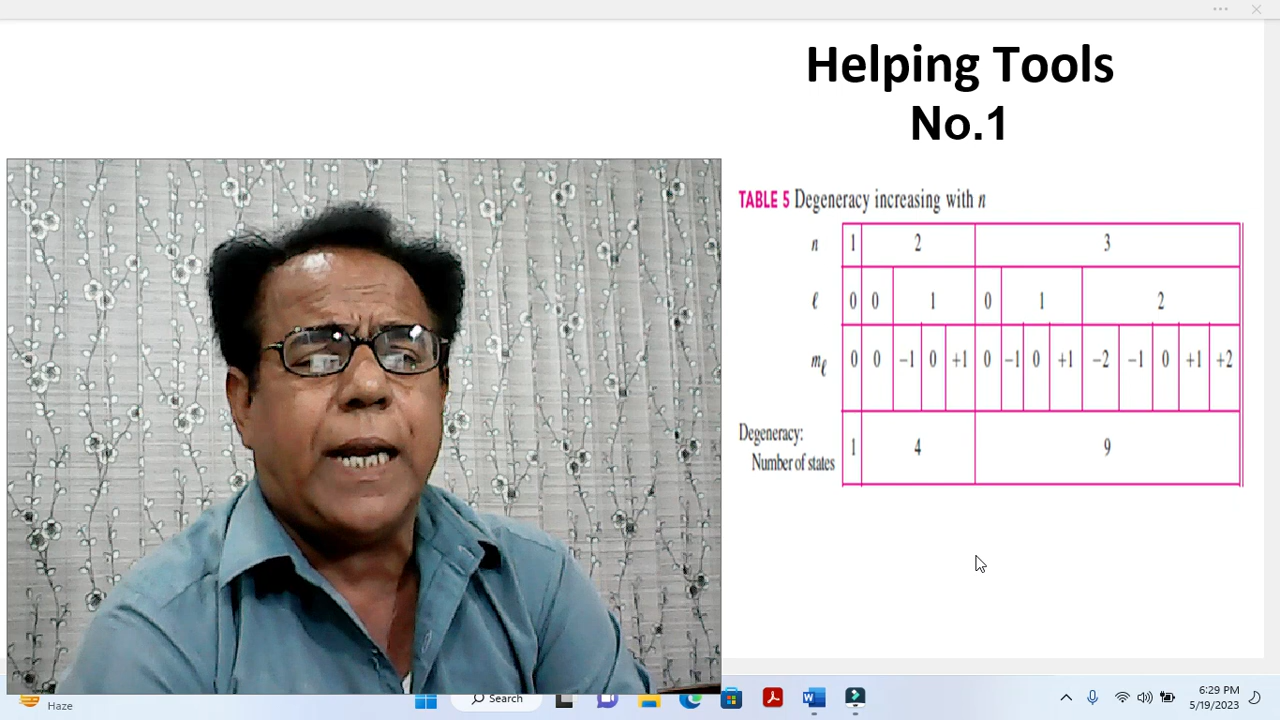 Helping Tools
No.1
TABLE 5 Degeneracy increasing with n
n 1 2 3
ℓ 0 0 1 0 1 2
mℓ 0 0 −1 0 +1 0 −1 0 +1 −2 −1 0 +1 +2
Degeneracy:
Number of states 1 4 9
Haze
Search
6:29 PM
5/19/2023